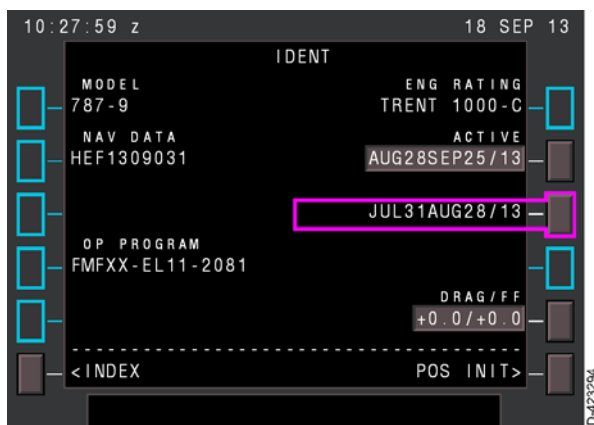 10:27:59 z 18 SEP 13
IDENT
MODEL ENG RATING
787-9 TRENT 1000-C
NAV DATA ACTIVE
HEF1309031 AUG28SEP25/13
JUL31AUG28/13
OP PROGRAM
FMFXX-EL11-2081
DRAG/FF
+0.0/+0.0
<INDEX POS INIT>
D-423294